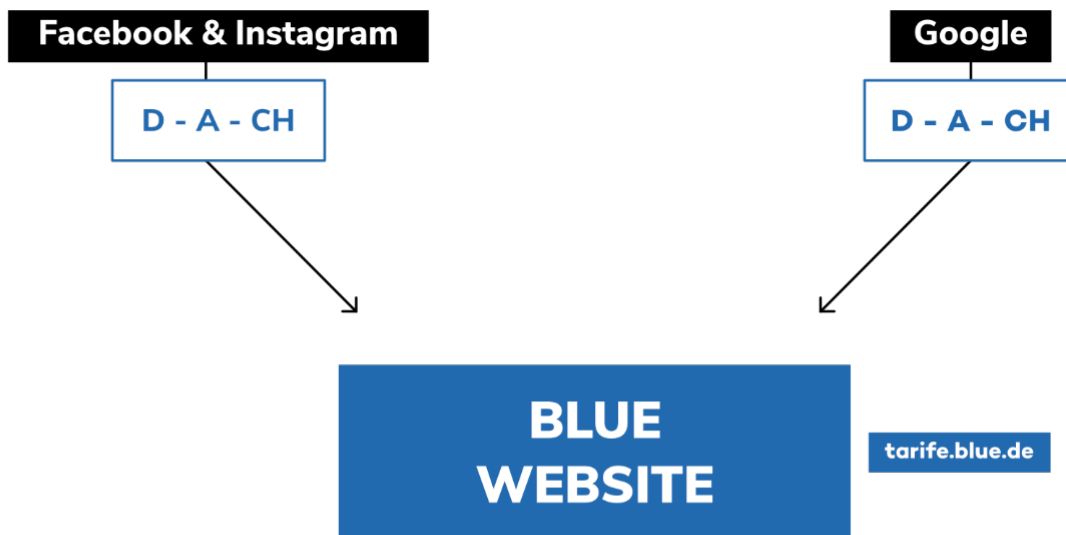 Facebook & Instagram
Google
D - A - CH
D - A - CH
BLUE
WEBSITE
tarife.blue.de